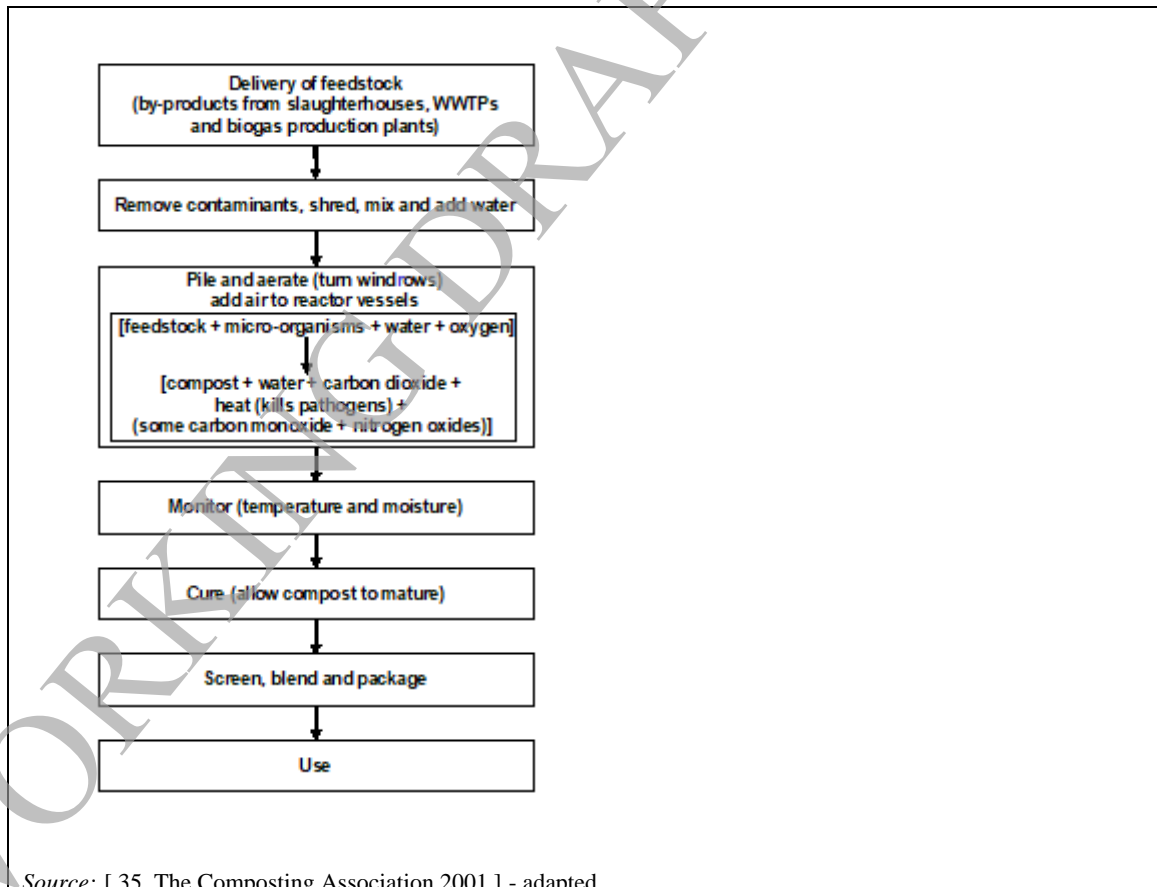 Delivery of feedstock
(by-products from slaughterhouses, WWTPs
and biogas production plants)
Remove contaminants, shred, mix and add water
Pile and aerate (turn windrows)
add air to reactor vessels
[feedstock + micro-organisms + water + oxygen]
[compost + water + carbon dioxide +
heat (kills pathogens) +
(some carbon monoxide + nitrogen oxides)]
Monitor (temperature and moisture)
Cure (allow compost to mature)
Screen, blend and package
Use
Source: [ 35, The Composting Association 2001 ] - adapted
ORKING DRAF